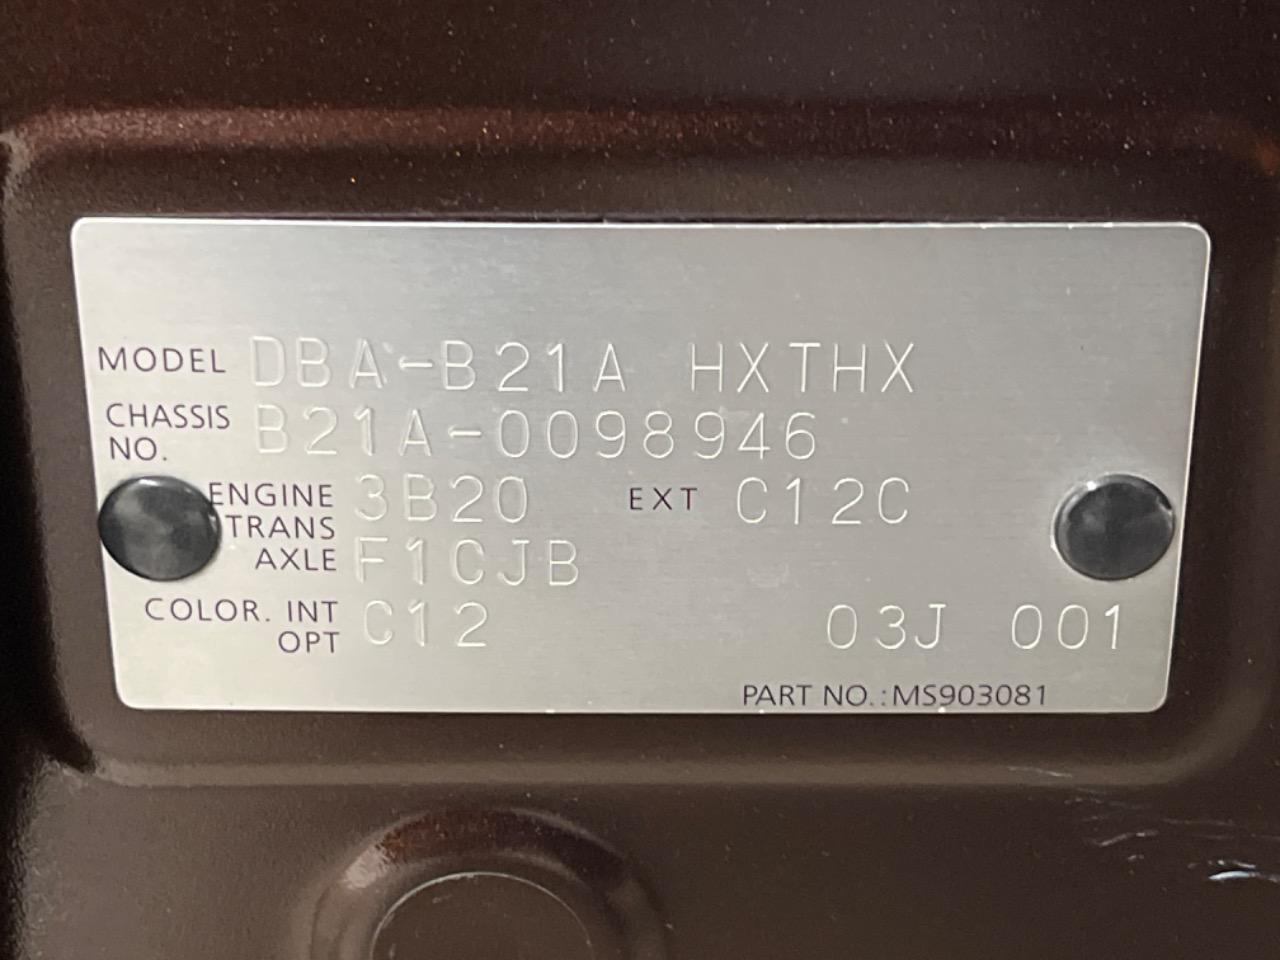 MODEL DBA-B21A HXTHX
CHASSIS NO. B21A-0098946
ENGINE 3B20 EXT C12C
TRANS AXLE F1CJB
COLOR. INT OPT C12 03J 001
PART NO.:MS903081